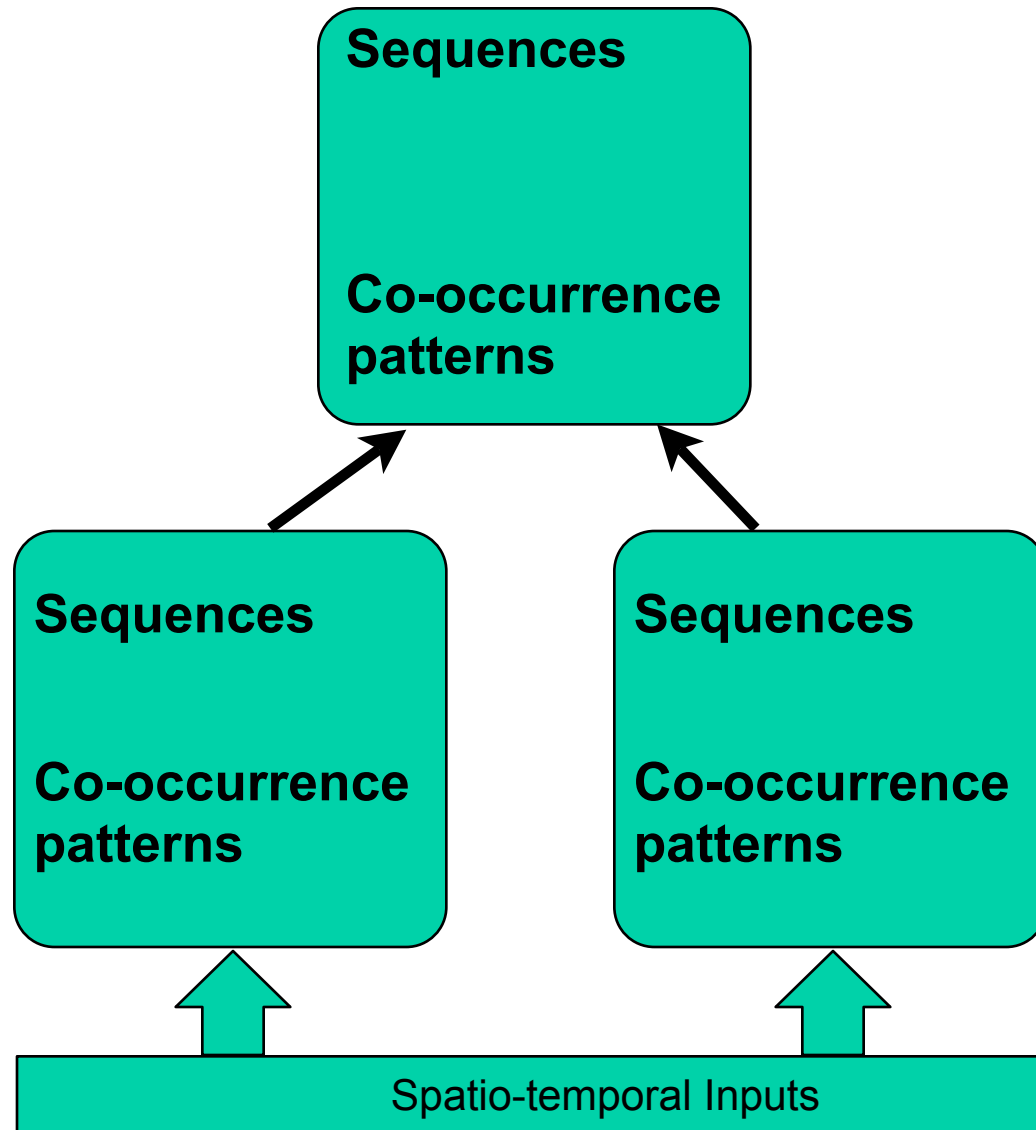 Sequences
Co-occurrence
patterns
Sequences
Co-occurrence
patterns
Sequences
Co-occurrence
patterns
Spatio-temporal Inputs